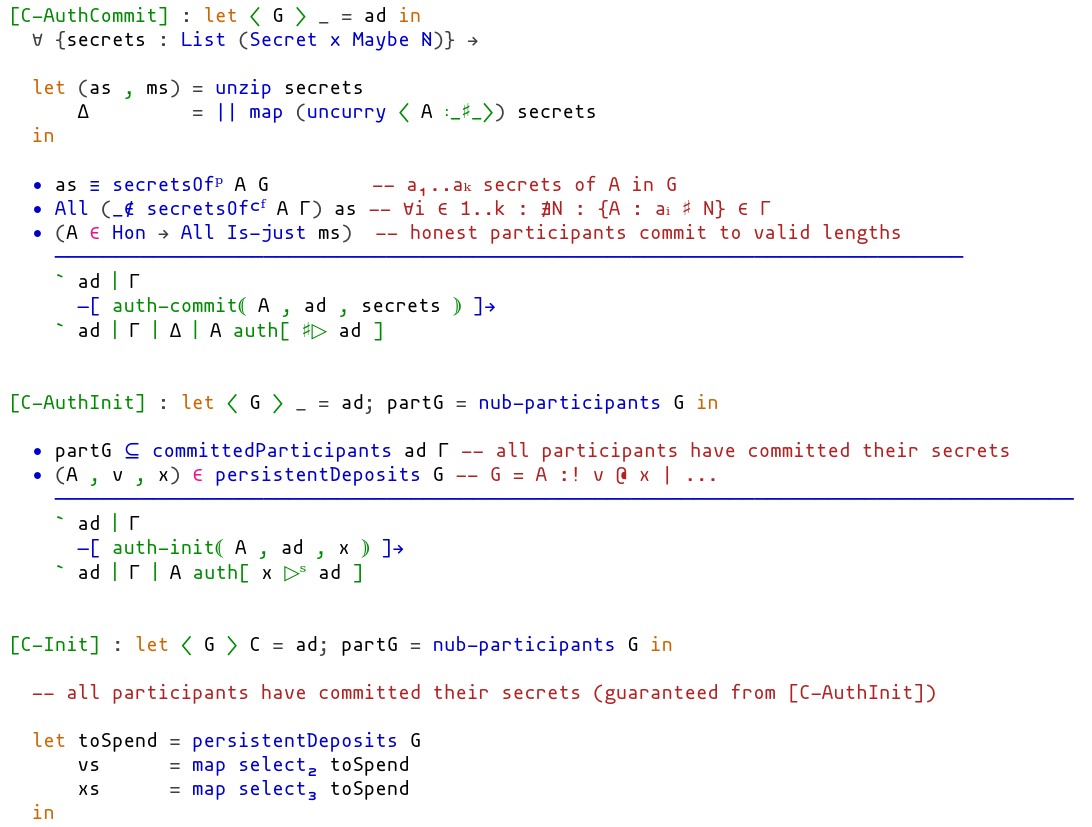 [C-AuthCommit] : let ⟨ G ⟩ _ = ad in
∀ {secrets : List (Secret × Maybe ℕ)} →
let (as , ms) = unzip secrets
Δ = || map (uncurry ⟨ A :_♯_⟩) secrets
in
• as ≡ secretsOfᵖ A G -- a₁..aₖ secrets of A in G
• All (_∉ secretsOfᶜᶠ A Γ) as -- ∀i ∈ 1..k : ∄N : {A : aᵢ ♯ N} ∈ Γ
• (A ∈ Hon → All Is-just ms) -- honest participants commit to valid lengths
────────────────────────────────────────
` ad ∣ Γ
—[ auth-commit⦅ A , ad , secrets ⦆ ]→
` ad ∣ Γ ∣ Δ ∣ A auth[ ♯▷ ad ]
[C-AuthInit] : let ⟨ G ⟩ _ = ad; partG = nub-participants G in
• partG ⊆ committedParticipants ad Γ -- all participants have committed their secrets
• (A , v , x) ∈ persistentDeposits G -- G = A :! v @ x | ...
────────────────────────────────────────
` ad ∣ Γ
—[ auth-init⦅ A , ad , x ⦆ ]→
` ad ∣ Γ ∣ A auth[ x ▷ˢ ad ]
[C-Init] : let ⟨ G ⟩ C = ad; partG = nub-participants G in
-- all participants have committed their secrets (guaranteed from [C-AuthInit])
let toSpend = persistentDeposits G
vs = map select₂ toSpend
xs = map select₃ toSpend
in